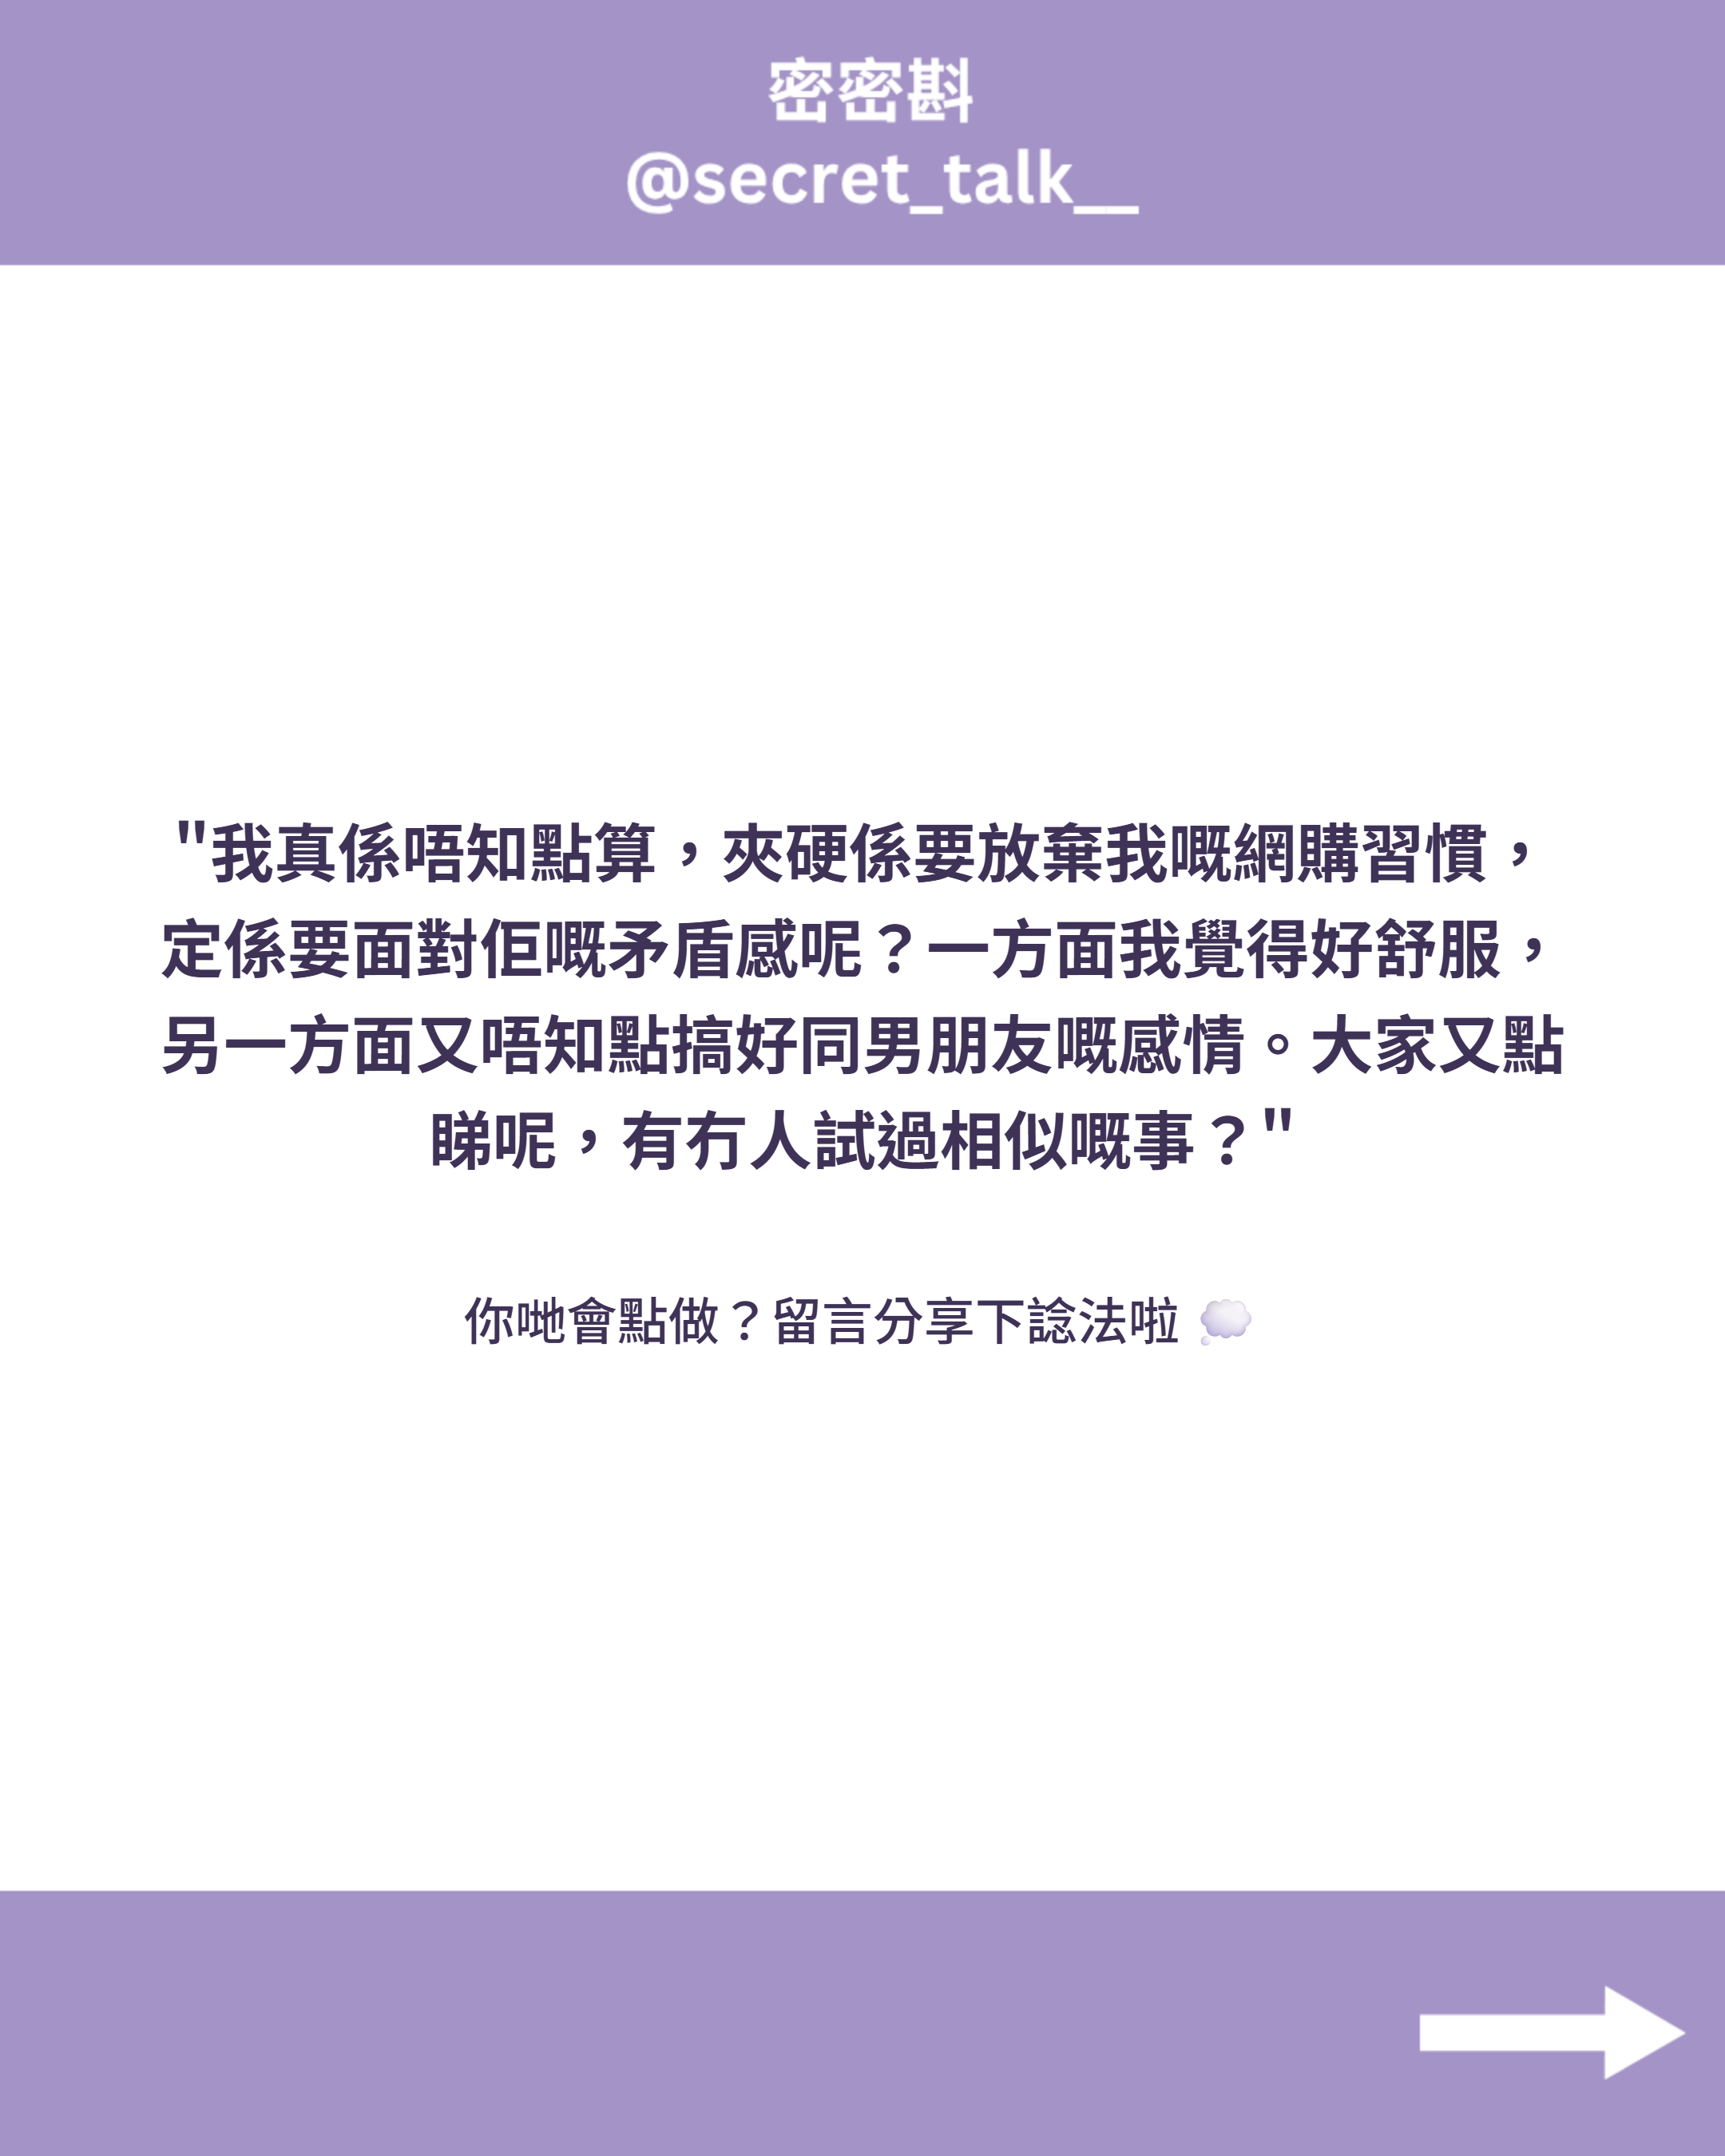 密密斟
@secret_talk__
"我真係唔知點算，夾硬係要放棄我嘅網購習慣，
定係要面對佢嘅矛盾感呢？一方面我覺得好舒服，
另一方面又唔知點搞好同男朋友嘅感情。大家又點
睇呢，有冇人試過相似嘅事？"
你哋會點做？留言分享下諗法啦 💭